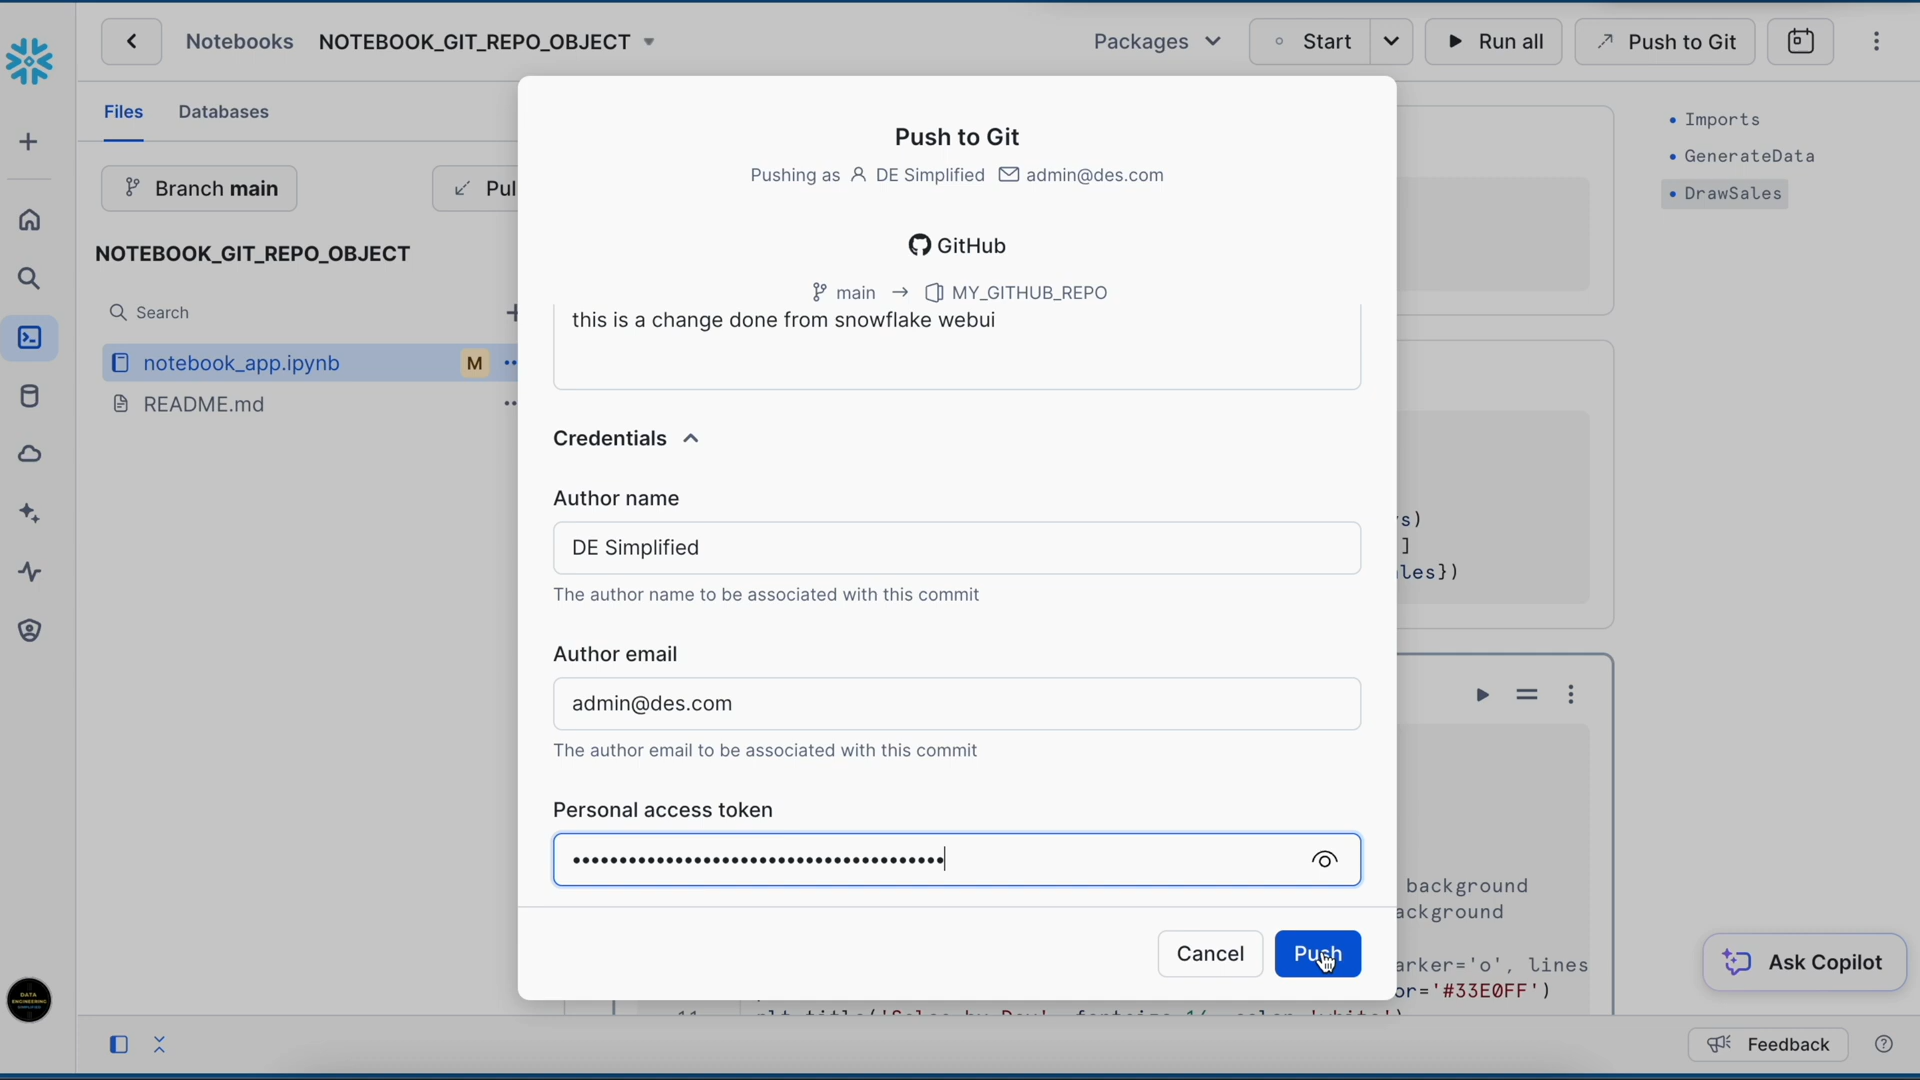 Notebooks NOTEBOOK_GIT_REPO_OBJECT
Packages
Start
Run all
Push to Git
Files Databases
Branch main
Pul
NOTEBOOK_GIT_REPO_OBJECT
Search
notebook_app.ipynb M
README.md
Push to Git
Pushing as DE Simplified admin@des.com
GitHub
main → MY_GITHUB_REPO
this is a change done from snowflake webui
Credentials
Author name
DE Simplified
The author name to be associated with this commit
Author email
admin@des.com
The author email to be associated with this commit
Personal access token
••••••••••••••••••••••••••••••••••••••••
Cancel
Push
Imports
GenerateData
DrawSales
s)
]
les})
background
ackground
arker='o', lines
or='#33E0FF')
Ask Copilot
Feedback
DATA
ENGINEERING
SIMPLIFIED